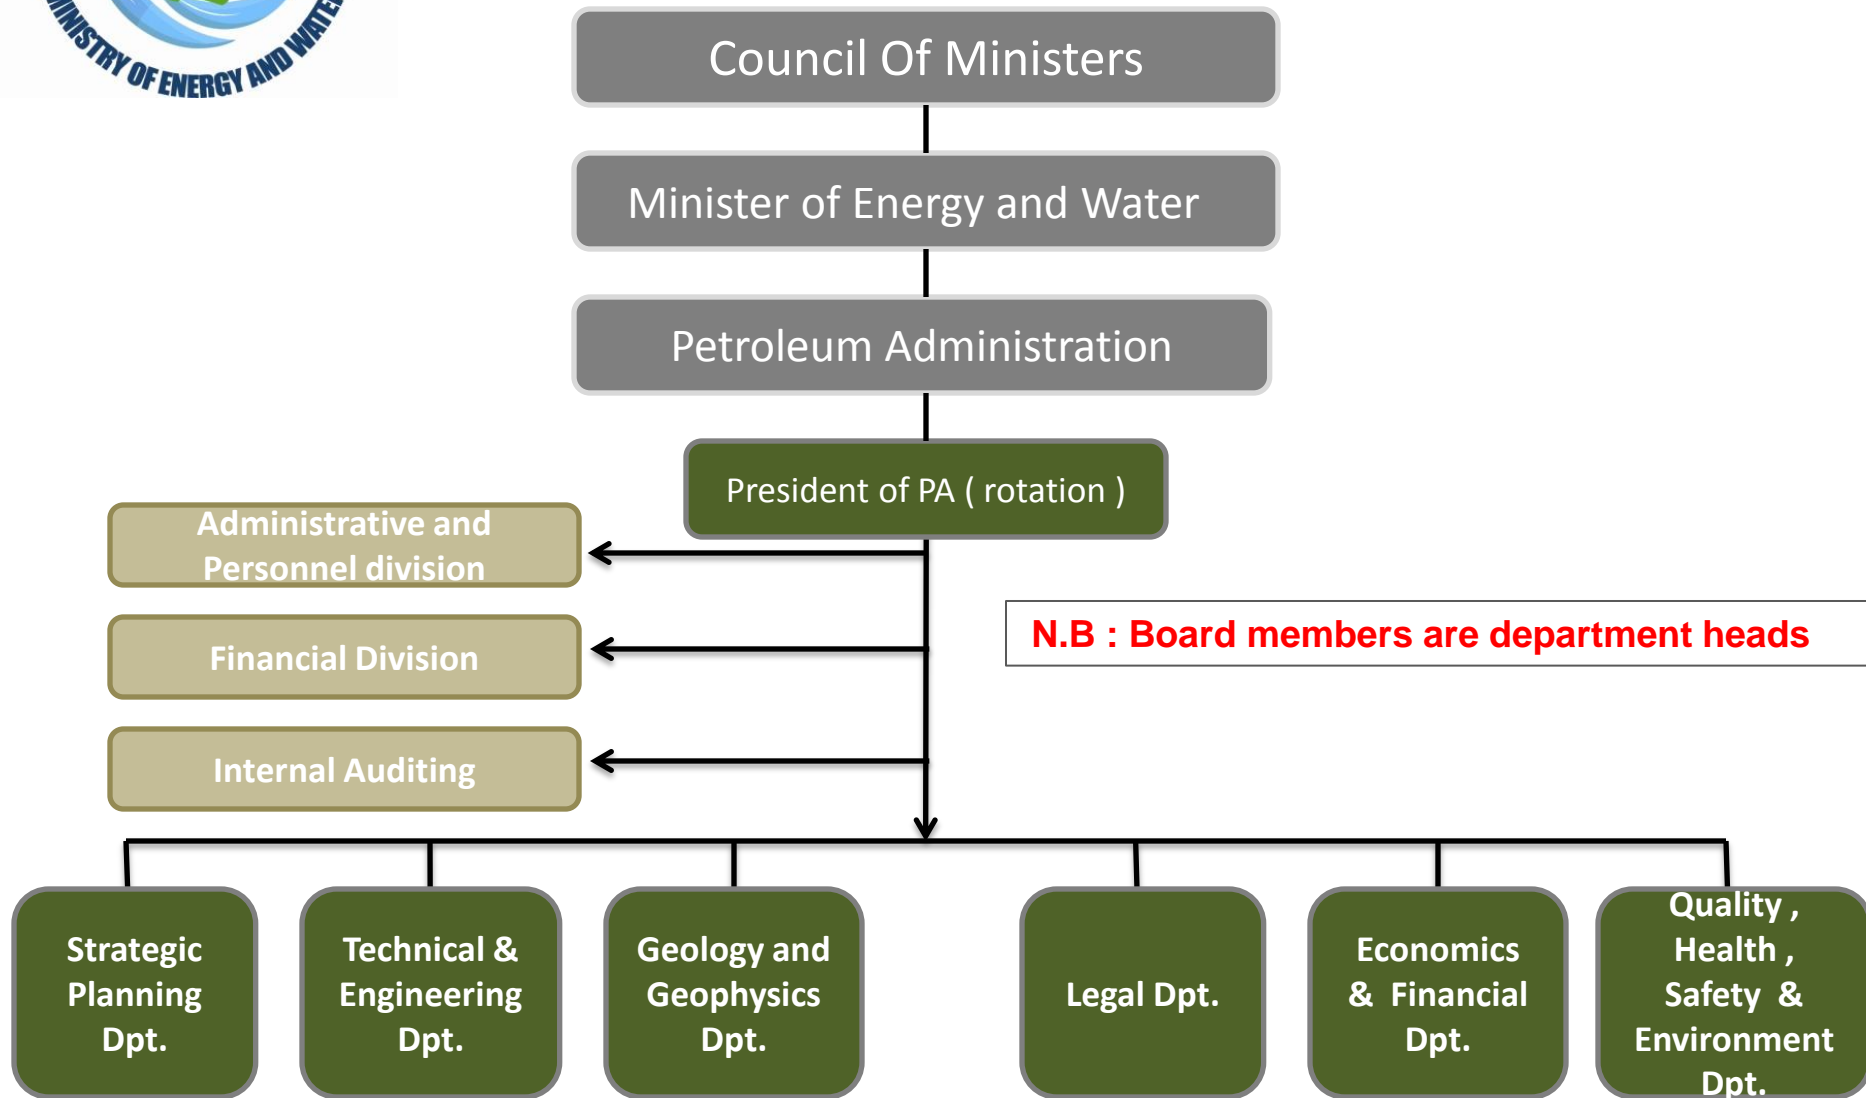 MINISTRY OF ENERGY AND WATER
Council Of Ministers
Minister of Energy and Water
Petroleum Administration
President of PA ( rotation )
Administrative and
Personnel division
Financial Division
Internal Auditing
N.B : Board members are department heads
Strategic
Planning
Dpt.
Technical &
Engineering
Dpt.
Geology and
Geophysics
Dpt.
Legal Dpt.
Economics
& Financial
Dpt.
Quality ,
Health ,
Safety &
Environment
Dpt.